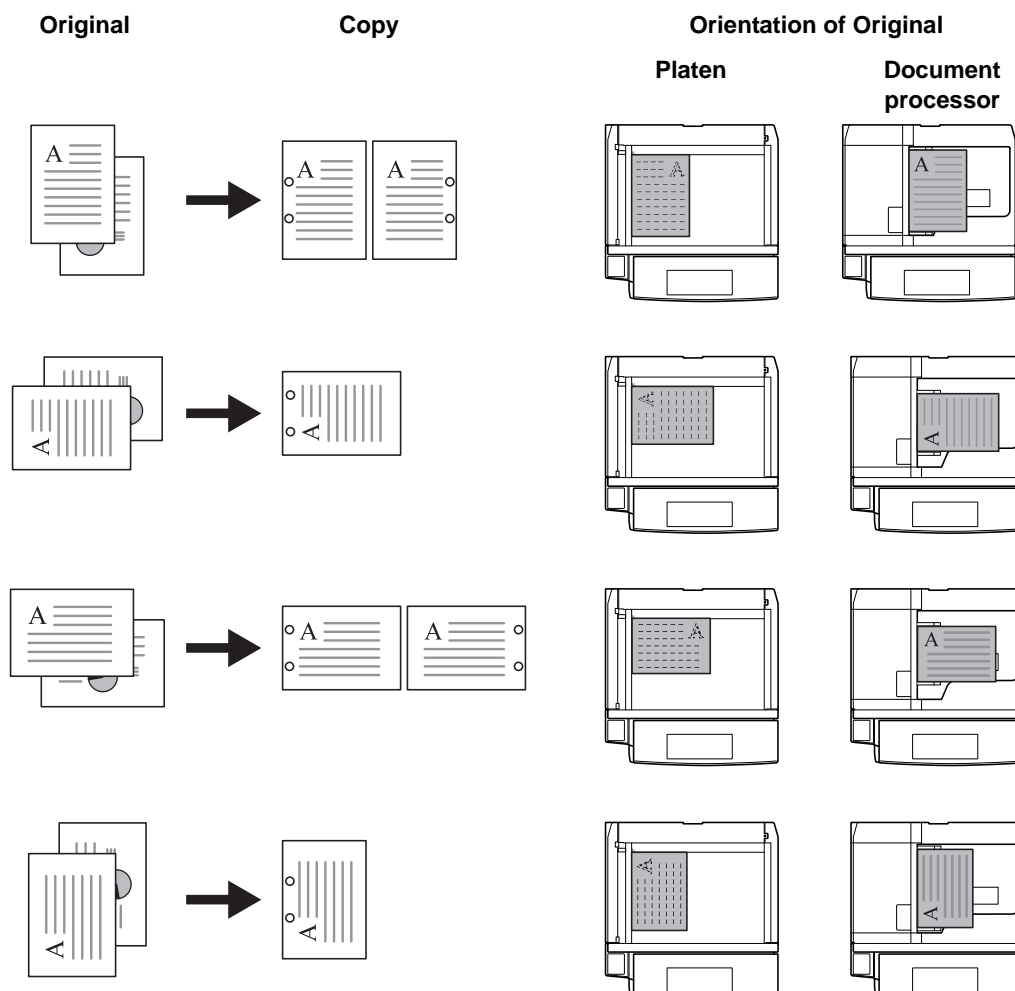 Original Copy Orientation of Original
Platen Document
processor
A A A A A
A A A A
A A A A A
A A A A